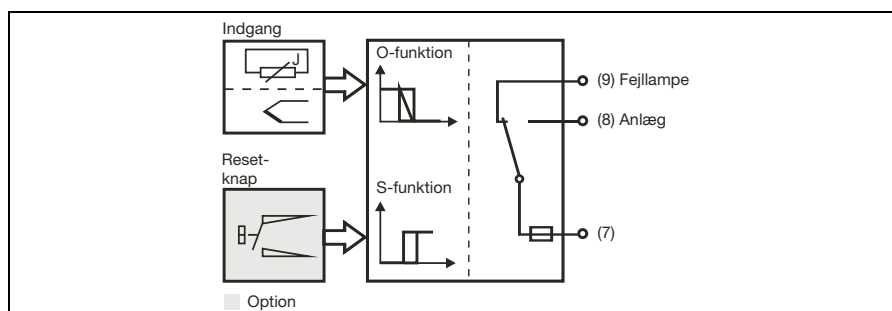 Indgang
J
O-funktion
(9) Fejllampe
(8) Anlæg
Reset-
knap
S-funktion
(7)
Option